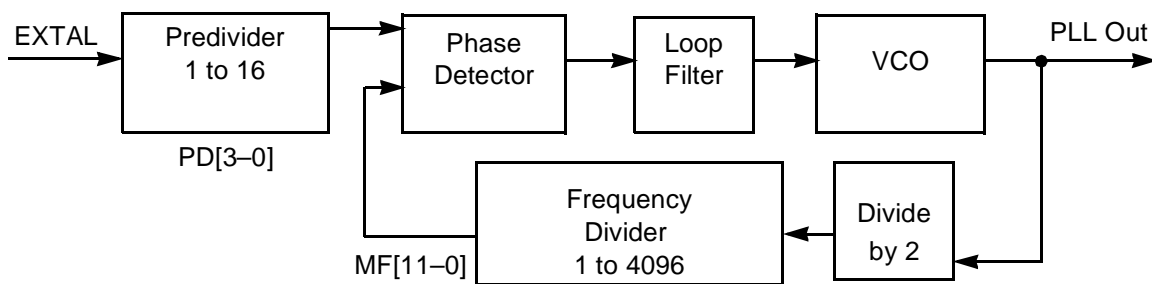 EXTAL
Predivider
1 to 16
PD[3–0]
Phase
Detector
Loop
Filter
VCO
PLL Out
Frequency
Divider
1 to 4096
MF[11–0]
Divide
by 2